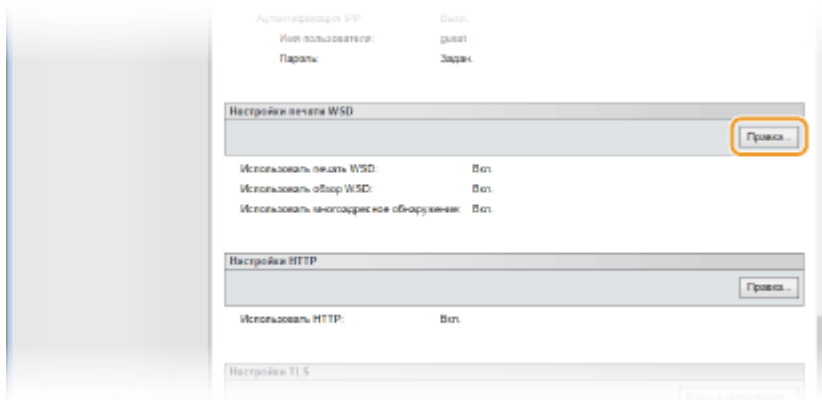 Аутентификация IPP: Выкл.
Имя пользователя: guest
Пароль: Задан.
Настройки печати WSD
Правка...
Использовать печать WSD: Вкл.
Использовать обзор WSD: Вкл.
Использовать многоадресное обнаружение: Вкл.
Настройки HTTP
Правка...
Использовать HTTP: Вкл.
Настройки TLS